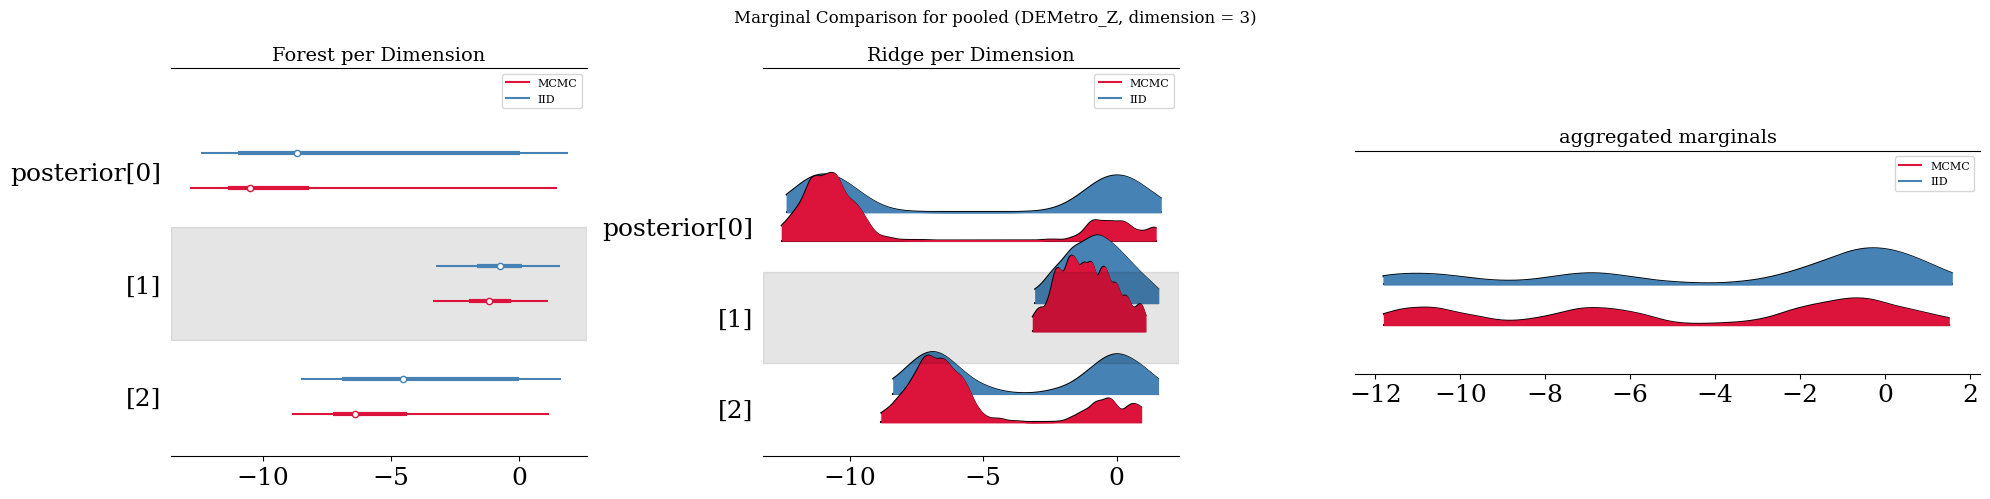 Marginal Comparison for pooled (DEMetro_Z, dimension = 3)
Forest per Dimension
MCMC
IID
posterior[0]
[1]
[2]
−10
−5
0
Ridge per Dimension
MCMC
IID
posterior[0]
[1]
[2]
−10
−5
0
aggregated marginals
MCMC
IID
−12
−10
−8
−6
−4
−2
0
2